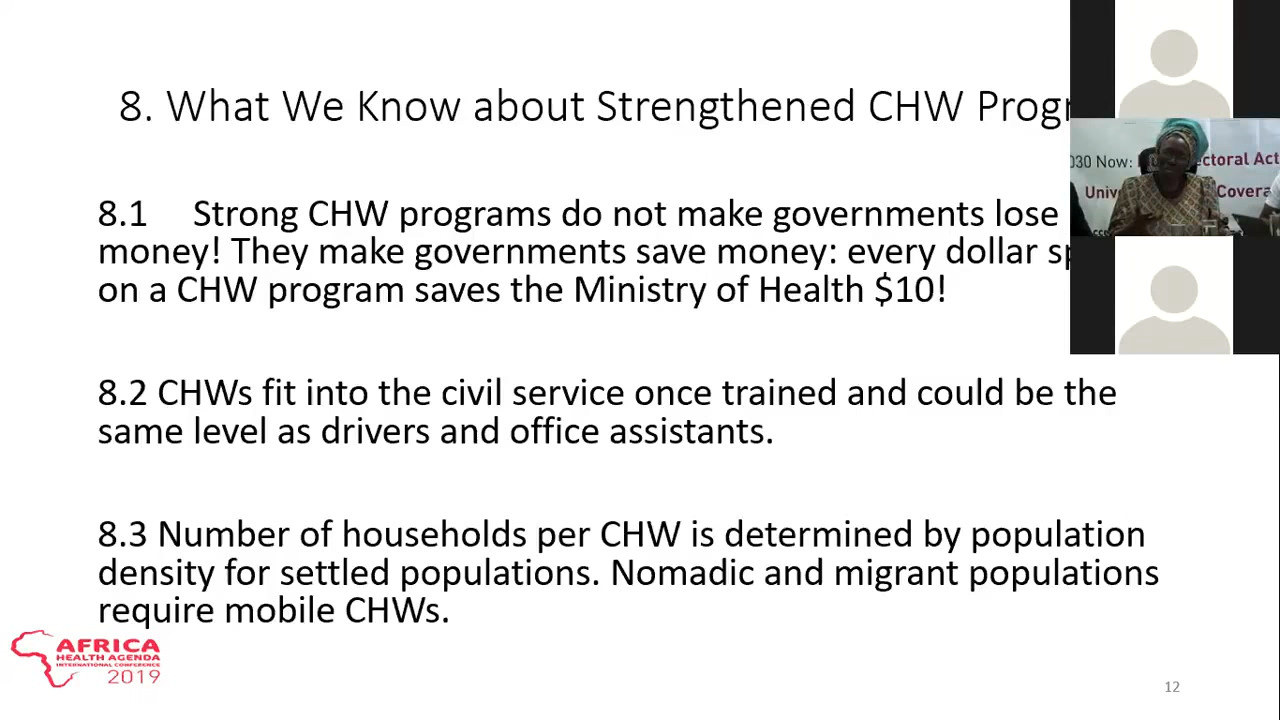 8. What We Know about Strengthened CHW
8.1 Strong CHW programs do not make governments lose
money! They make governments save money: every dollar
on a CHW program saves the Ministry of Health $10!
8.2 CHWs fit into the civil service once trained and could be the
same level as drivers and office assistants.
8.3 Number of households per CHW is determined by population
density for settled populations. Nomadic and migrant populations
require mobile CHWs.
030 Now:
AFRICA
HEALTH AGENDA
INTERNATIONAL CONFERENCE
2019
12